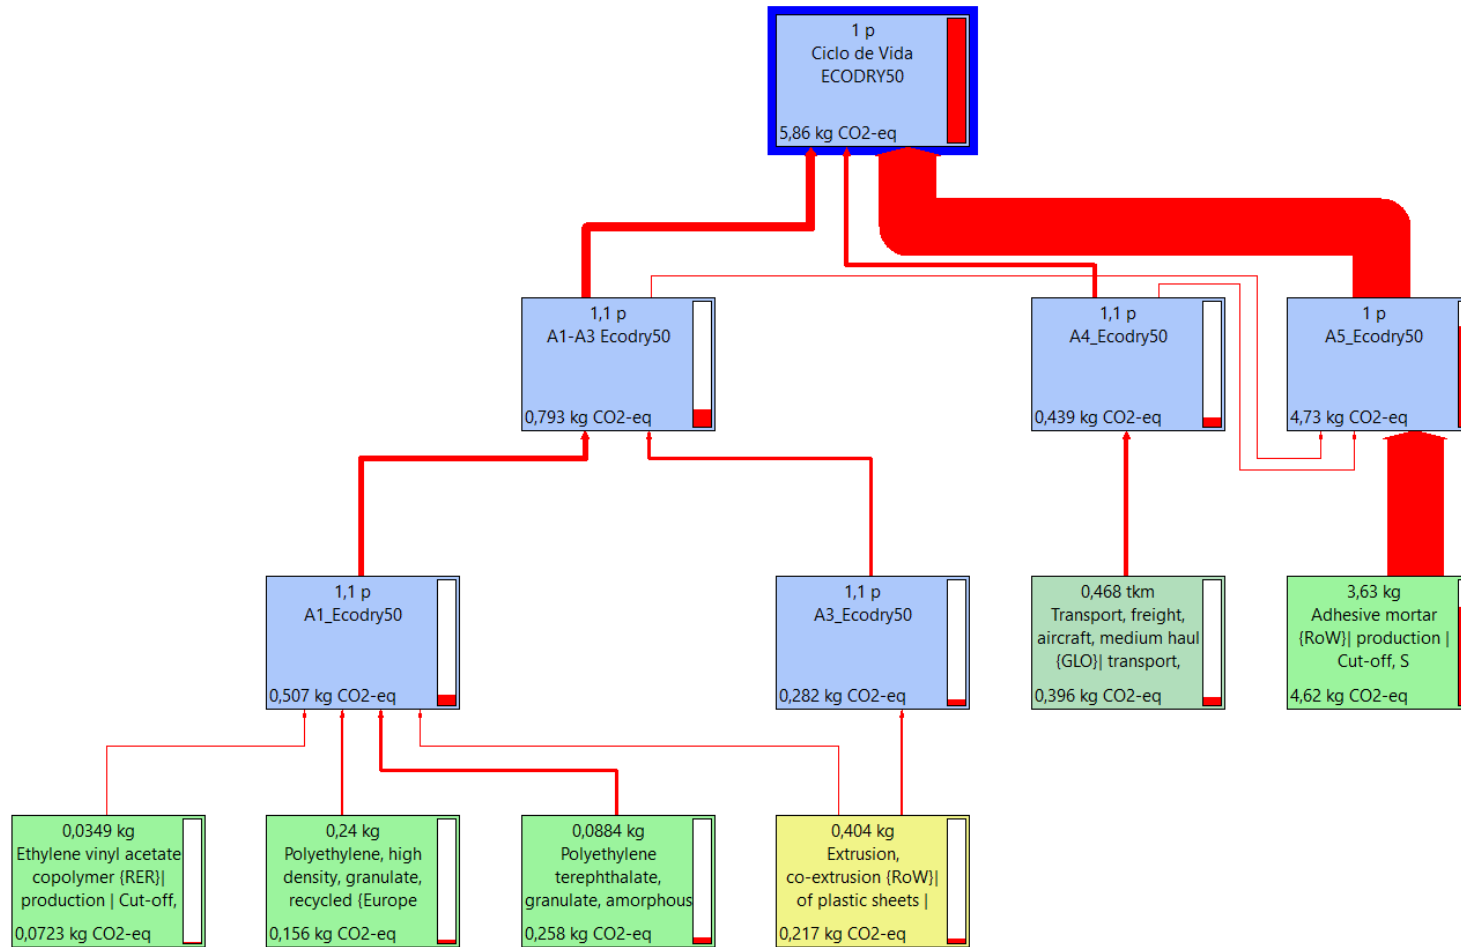 1 p
Ciclo de Vida
ECODRY50
5,86 kg CO2-eq
1,1 p
A1-A3 Ecodry50
0,793 kg CO2-eq
1,1 p
A4_Ecodry50
0,439 kg CO2-eq
1 p
A5_Ecodry50
4,73 kg CO2-eq
1,1 p
A1_Ecodry50
0,507 kg CO2-eq
1,1 p
A3_Ecodry50
0,282 kg CO2-eq
0,468 tkm
Transport, freight,
aircraft, medium haul
{GLO}| transport,
0,396 kg CO2-eq
3,63 kg
Adhesive mortar
{RoW}| production |
Cut-off, S
4,62 kg CO2-eq
0,0349 kg
Ethylene vinyl acetate
copolymer {RER}|
production | Cut-off,
0,0723 kg CO2-eq
0,24 kg
Polyethylene, high
density, granulate,
recycled {Europe
0,156 kg CO2-eq
0,0884 kg
Polyethylene
terephthalate,
granulate, amorphous
0,258 kg CO2-eq
0,404 kg
Extrusion,
co-extrusion {RoW}|
of plastic sheets |
0,217 kg CO2-eq